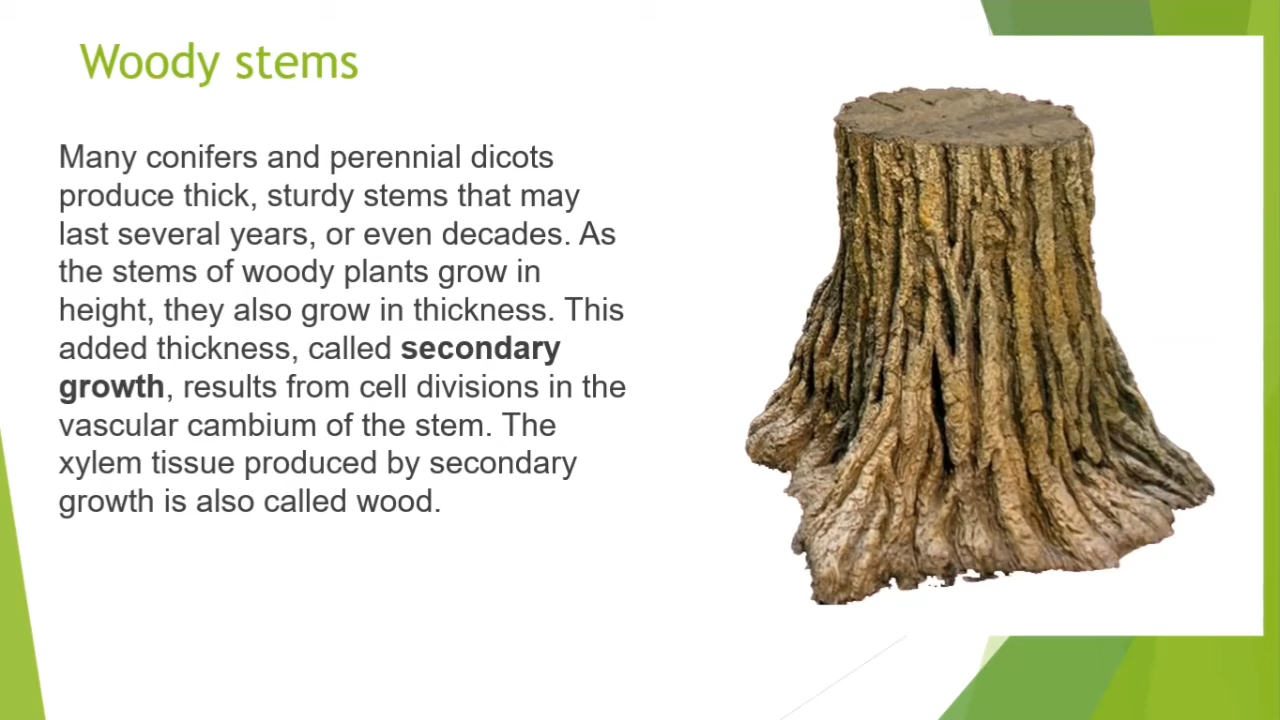 Woody stems
Many conifers and perennial dicots
produce thick, sturdy stems that may
last several years, or even decades. As
the stems of woody plants grow in
height, they also grow in thickness. This
added thickness, called secondary
growth, results from cell divisions in the
vascular cambium of the stem. The
xylem tissue produced by secondary
growth is also called wood.